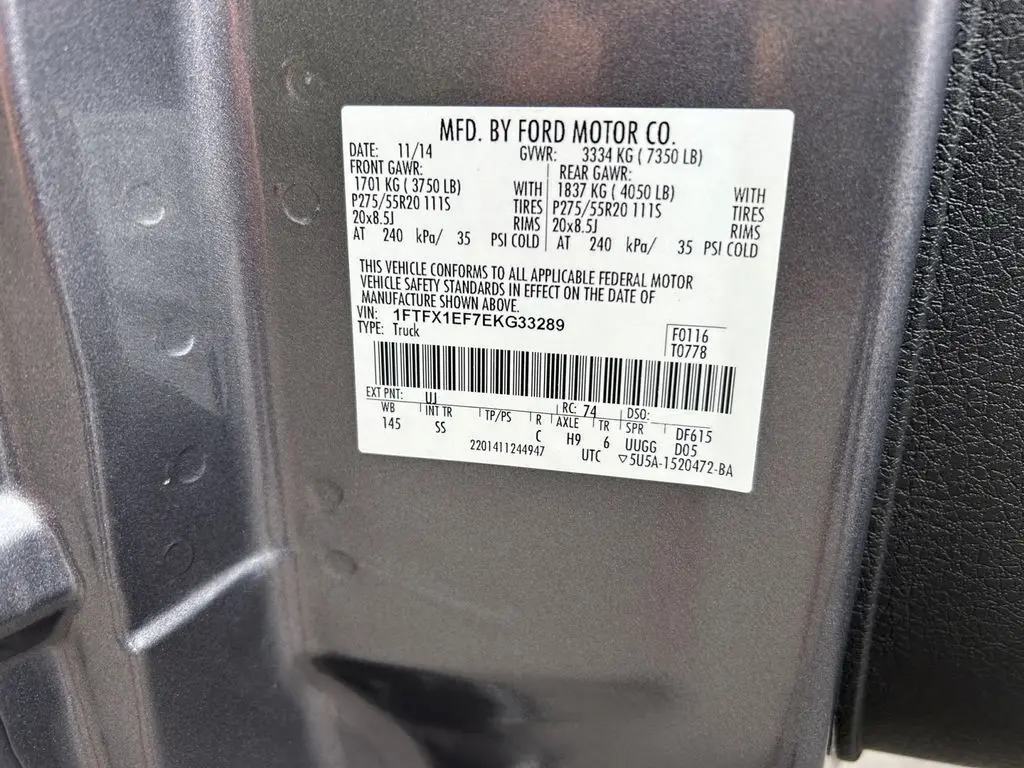 MFD. BY FORD MOTOR CO.
DATE: 11/14 GVWR: 3334 KG ( 7350 LB)
FRONT GAWR: REAR GAWR:
1701 KG ( 3750 LB) WITH 1837 KG ( 4050 LB) WITH
P275/55R20 111S TIRES P275/55R20 111S TIRES
20x8.5J RIMS 20x8.5J RIMS
AT 240 kPa/ 35 PSI COLD AT 240 kPa/ 35 PSI COLD
THIS VEHICLE CONFORMS TO ALL APPLICABLE FEDERAL MOTOR
VEHICLE SAFETY STANDARDS IN EFFECT ON THE DATE OF
MANUFACTURE SHOWN ABOVE.
VIN: 1FTFX1EF7EKG33289
TYPE: Truck
F0116
T0778
EXT PNT: UJ RC: 74 DSO:
WB INT TR TP/PS R AXLE TR SPR DF615
145 SS C H9 6 UUGG D05
2201411244947 UTC ▽5U5A-1520472-BA